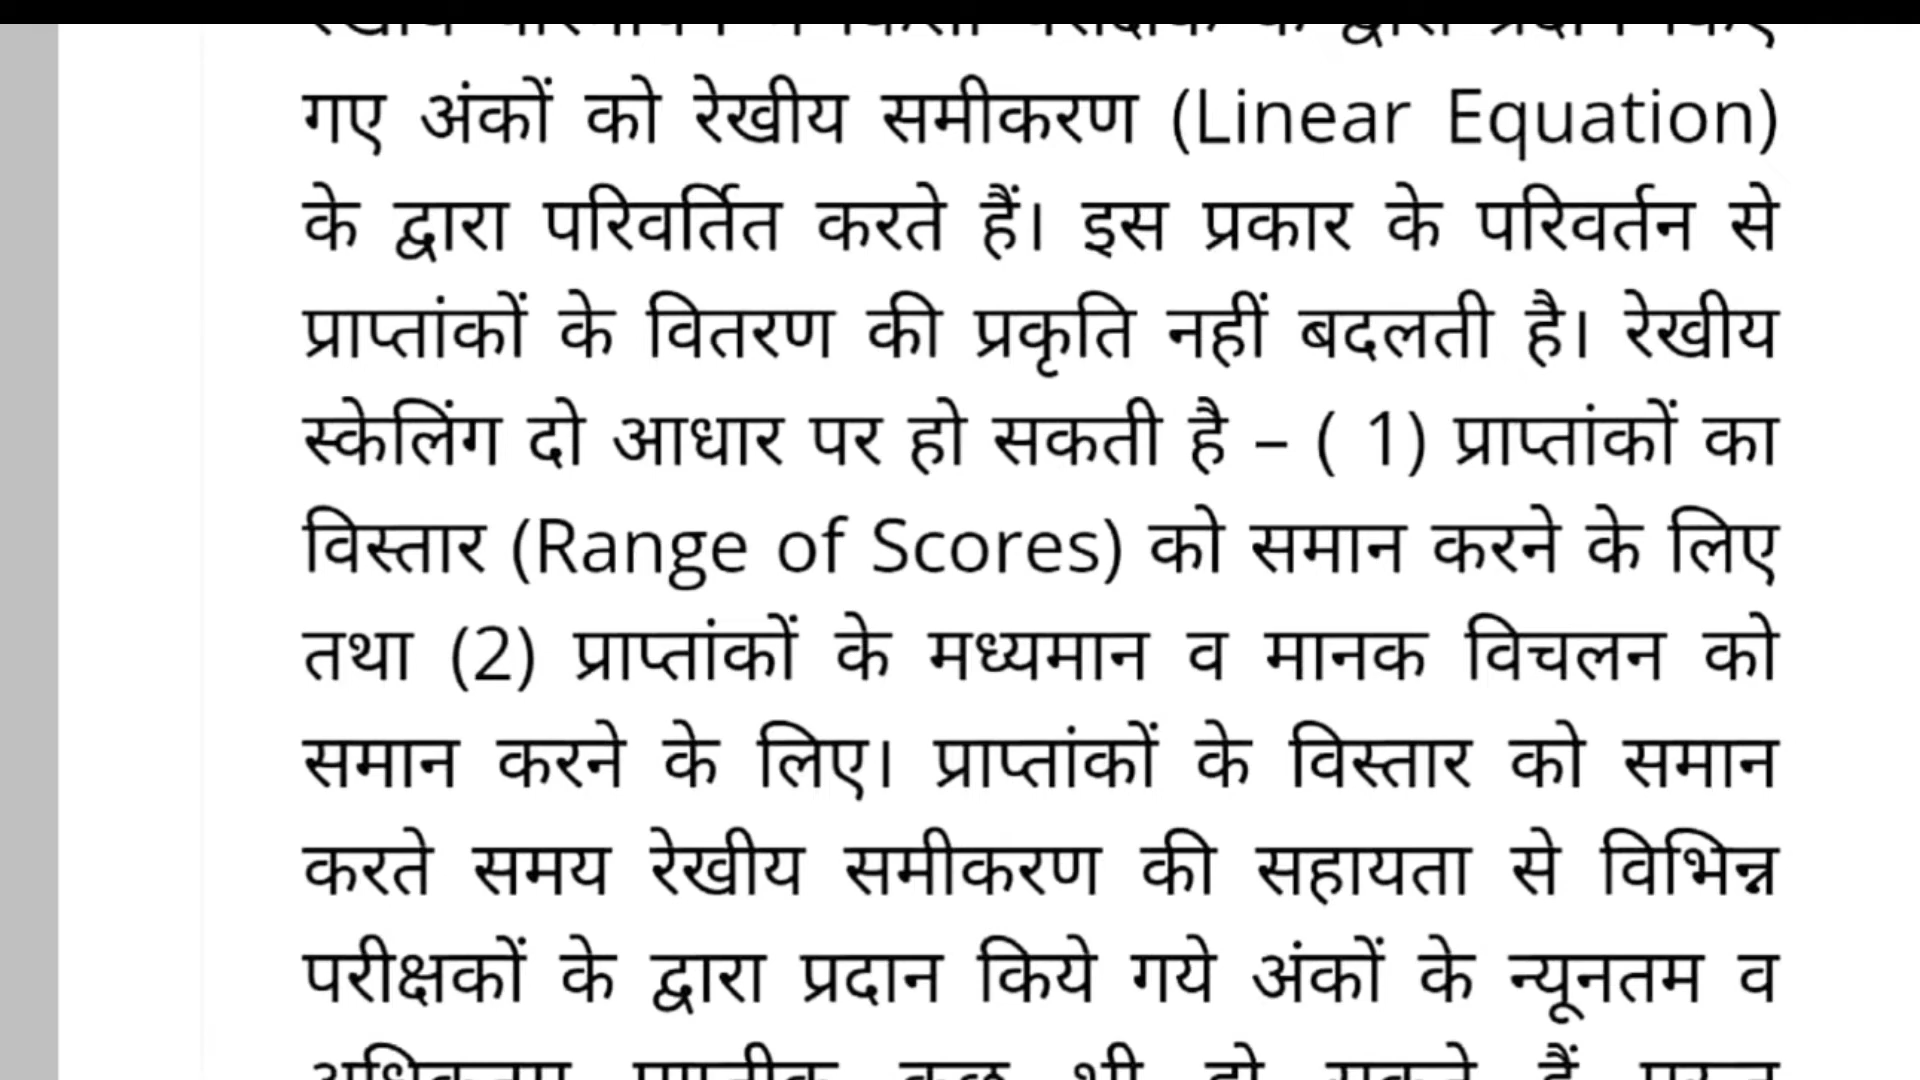 गए अंकों को रेखीय समीकरण (Linear Equation)
के द्वारा परिवर्तित करते हैं। इस प्रकार के परिवर्तन से
प्राप्तांकों के वितरण की प्रकृति नहीं बदलती है। रेखीय
स्केलिंग दो आधार पर हो सकती है – ( 1) प्राप्तांकों का
विस्तार (Range of Scores) को समान करने के लिए
तथा (2) प्राप्तांकों के मध्यमान व मानक विचलन को
समान करने के लिए। प्राप्तांकों के विस्तार को समान
करते समय रेखीय समीकरण की सहायता से विभिन्न
परीक्षकों के द्वारा प्रदान किये गये अंकों के न्यूनतम व